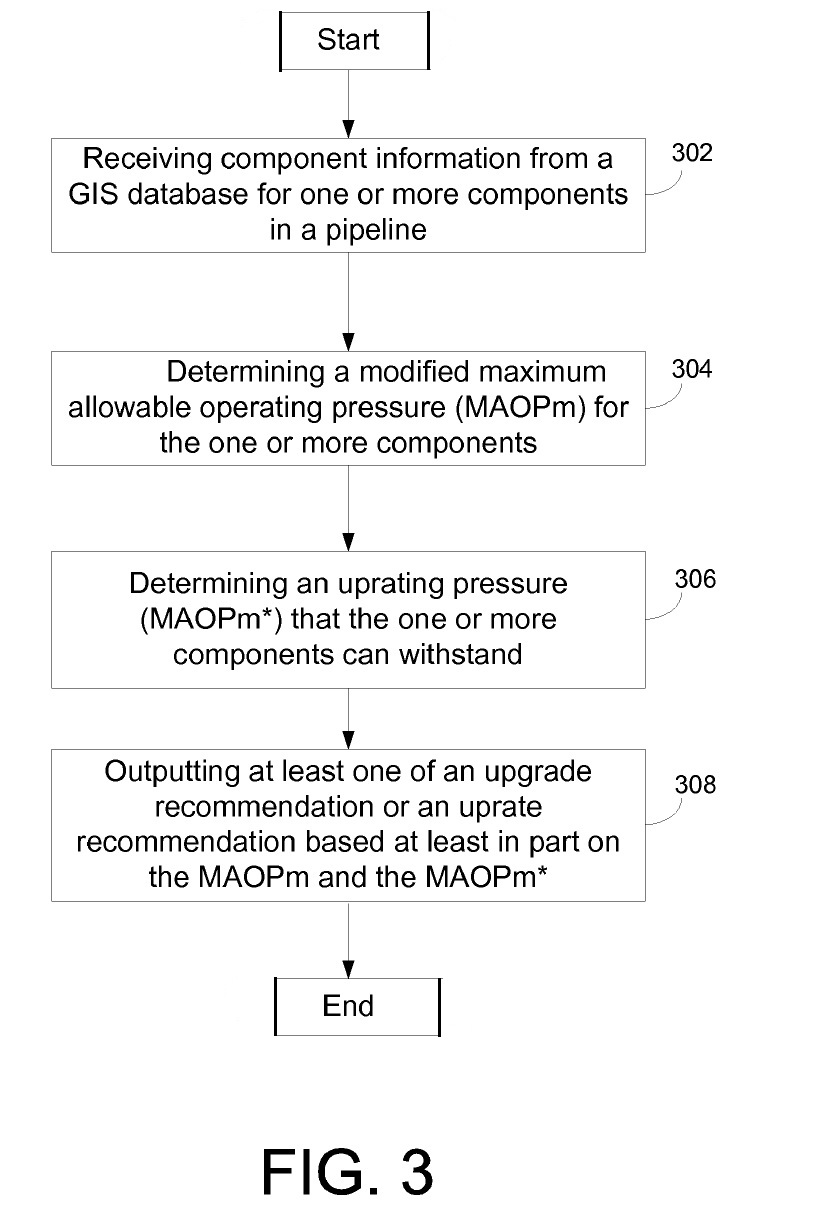 Start
Receiving component information from a
GIS database for one or more components
in a pipeline
302
Determining a modified maximum
allowable operating pressure (MAOPm) for
the one or more components
304
Determining an uprating pressure
(MAOPm*) that the one or more
components can withstand
306
Outputting at least one of an upgrade
recommendation or an uprate
recommendation based at least in part on
the MAOPm and the MAOPm*
308
End
FIG. 3